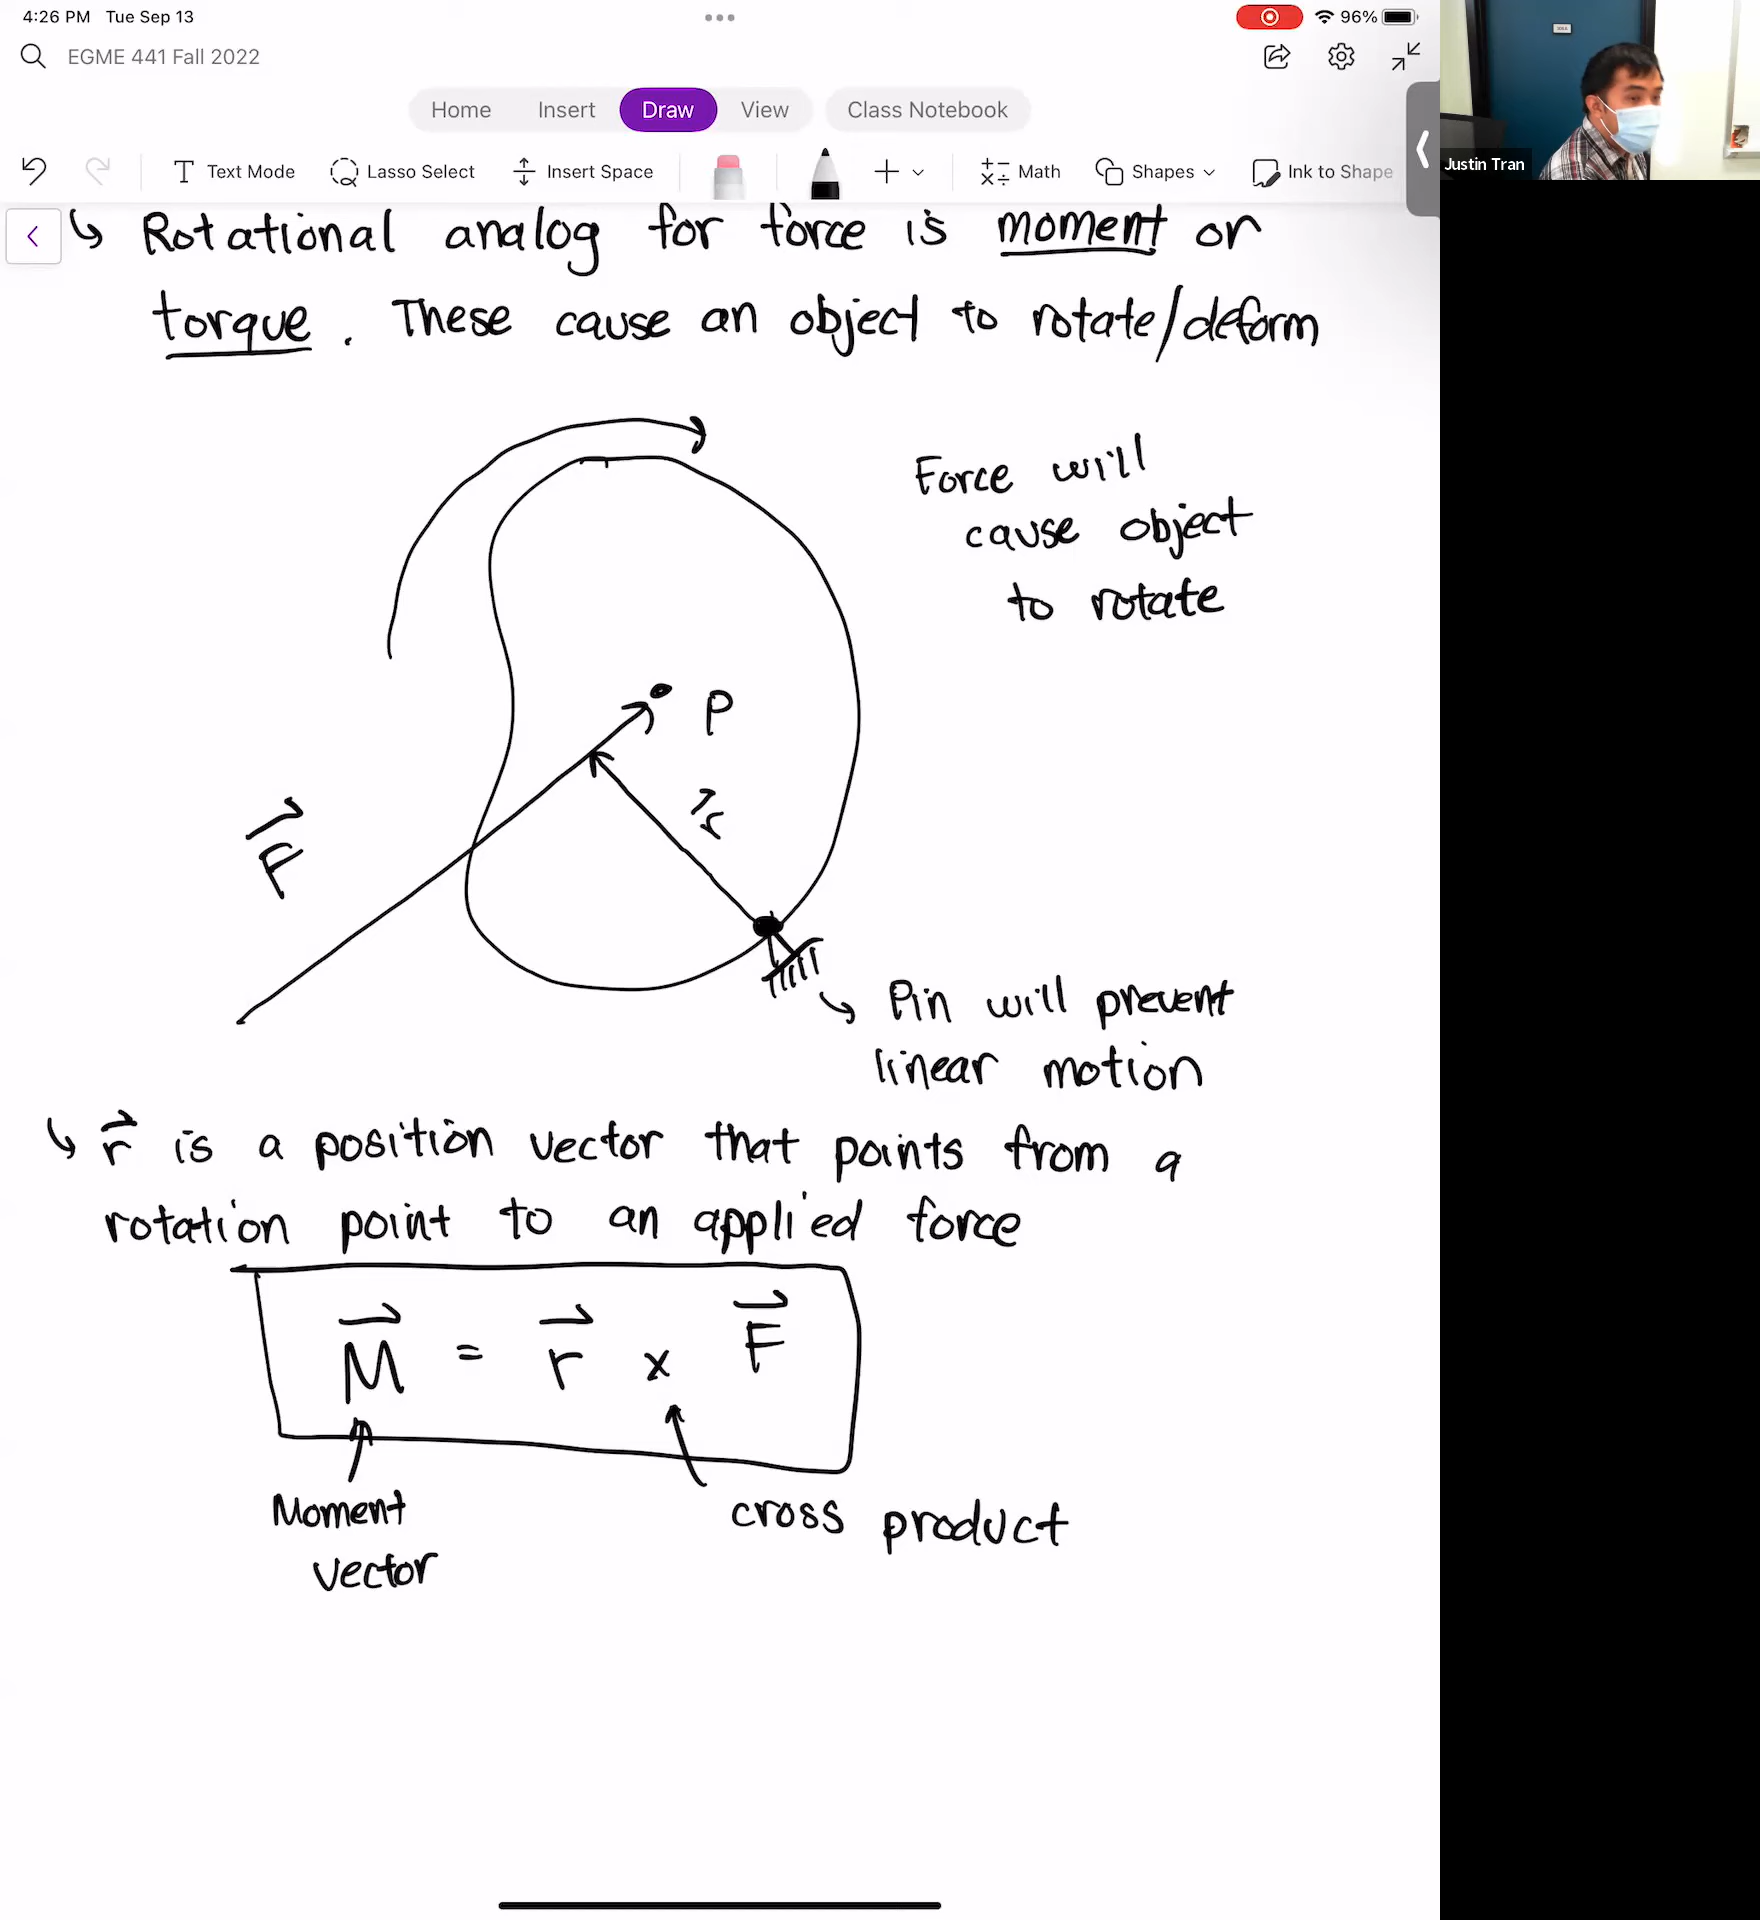 4:26 PM Tue Sep 13
96%
EGME 441 Fall 2022
Home Insert Draw View Class Notebook
Text Mode Lasso Select Insert Space Math Shapes Ink to Shape
Justin Tran
↳ Rotational analog for force is moment or
torque. These cause an object to rotate/deform
Force will
cause object
to rotate
P
r⃗
F⃗
↳ Pin will prevent
linear motion
↳ r⃗ is a position vector that points from a
rotation point to an applied force
M⃗ = r⃗ x F⃗
Moment
vector
cross product